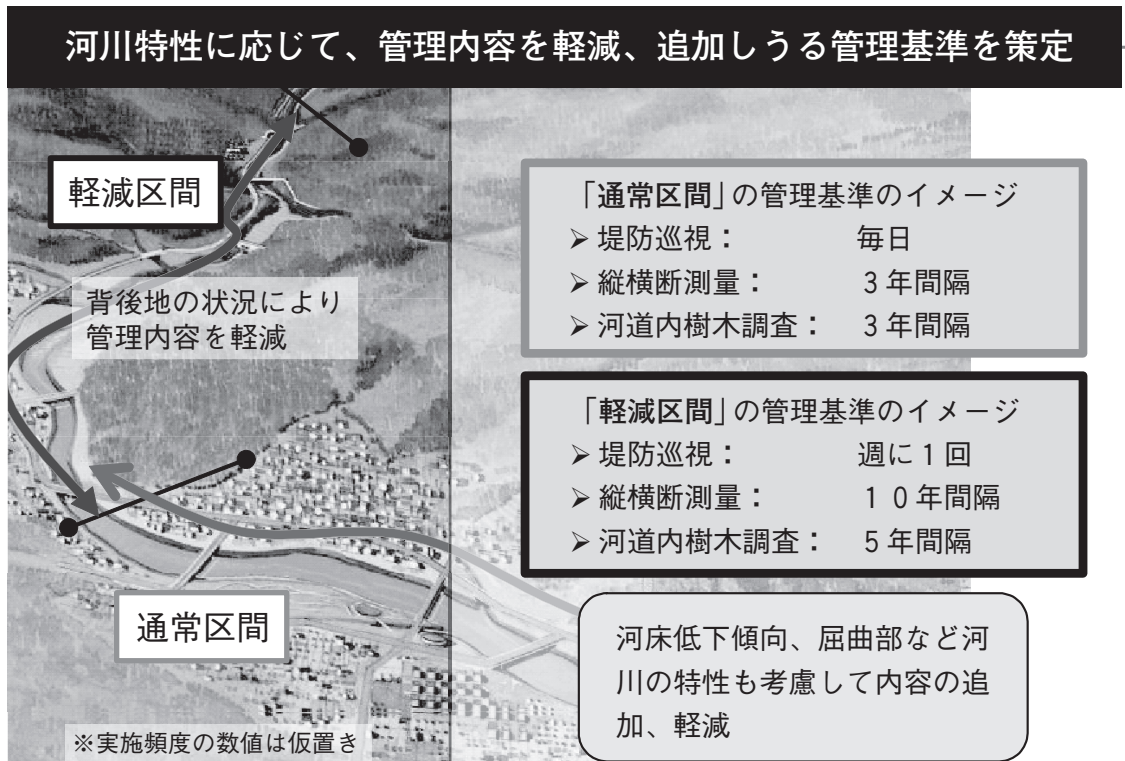 河川特性に応じて、管理内容を軽減、追加しうる管理基準を策定
軽減区間
背後地の状況により
管理内容を軽減
通常区間
※実施頻度の数値は仮置き
「通常区間」の管理基準のイメージ
➢ 堤防巡視： 毎日
➢ 縦横断測量： ３年間隔
➢ 河道内樹木調査： ３年間隔
「軽減区間」の管理基準のイメージ
➢ 堤防巡視： 週に１回
➢ 縦横断測量： １０年間隔
➢ 河道内樹木調査： ５年間隔
河床低下傾向、屈曲部など河
川の特性も考慮して内容の追
加、軽減